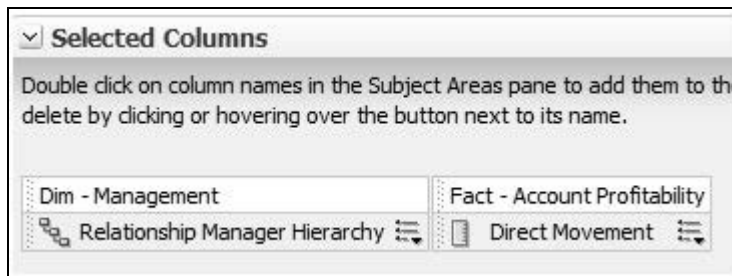 Selected Columns
Double click on column names in the Subject Areas pane to add them to th
delete by clicking or hovering over the button next to its name.
Dim - Management Fact - Account Profitability
Relationship Manager Hierarchy Direct Movement